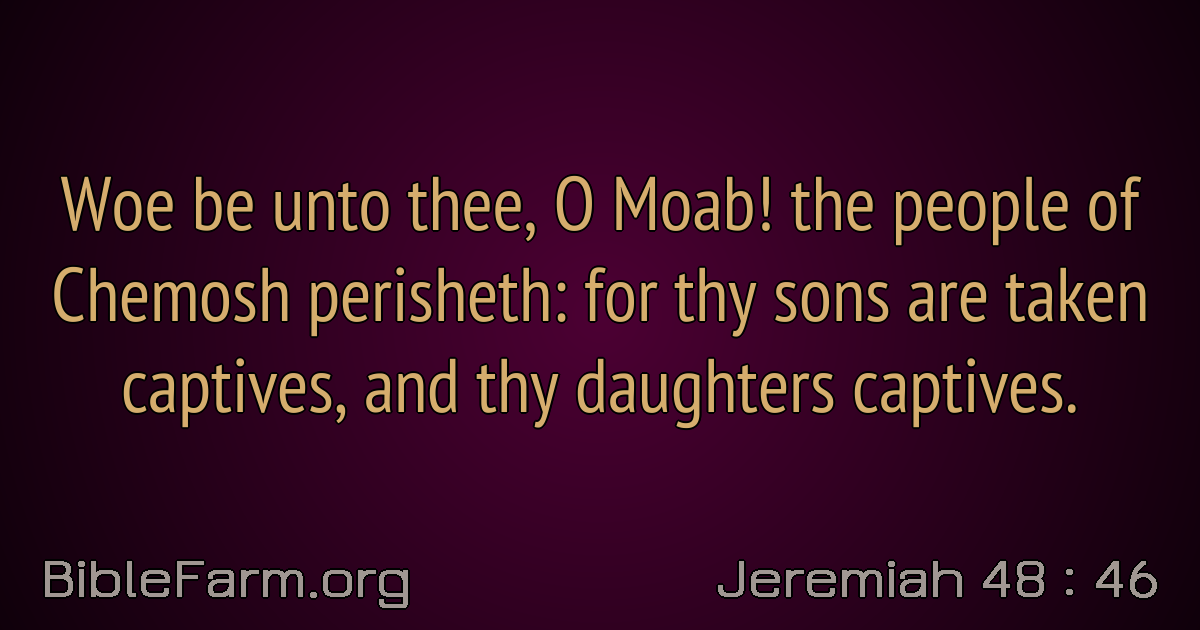 Woe be unto thee, O Moab! the people of
Chemosh perisheth: for thy sons are taken
captives, and thy daughters captives.
BibleFarm.org
Jeremiah 48 : 46